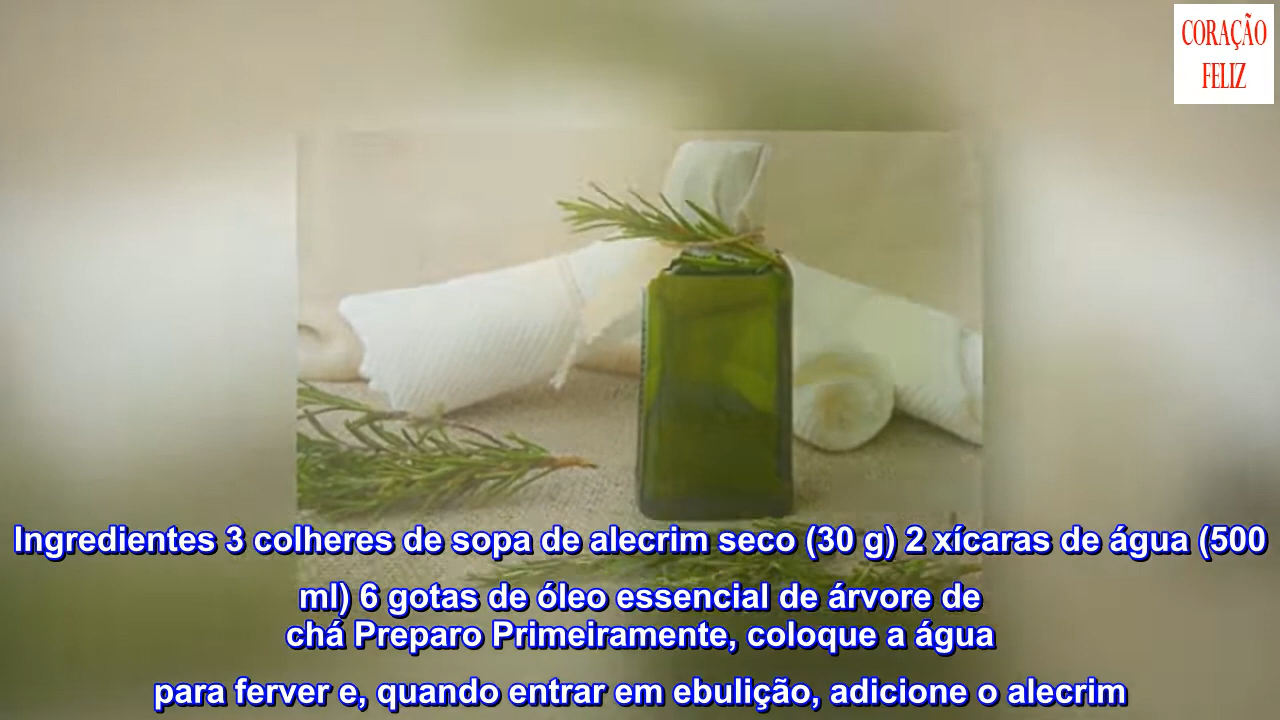 CORAÇÃO
FELIZ
Ingredientes 3 colheres de sopa de alecrim seco (30 g) 2 xícaras de água (500
ml) 6 gotas de óleo essencial de árvore de
chá Preparo Primeiramente, coloque a água
para ferver e, quando entrar em ebulição, adicione o alecrim